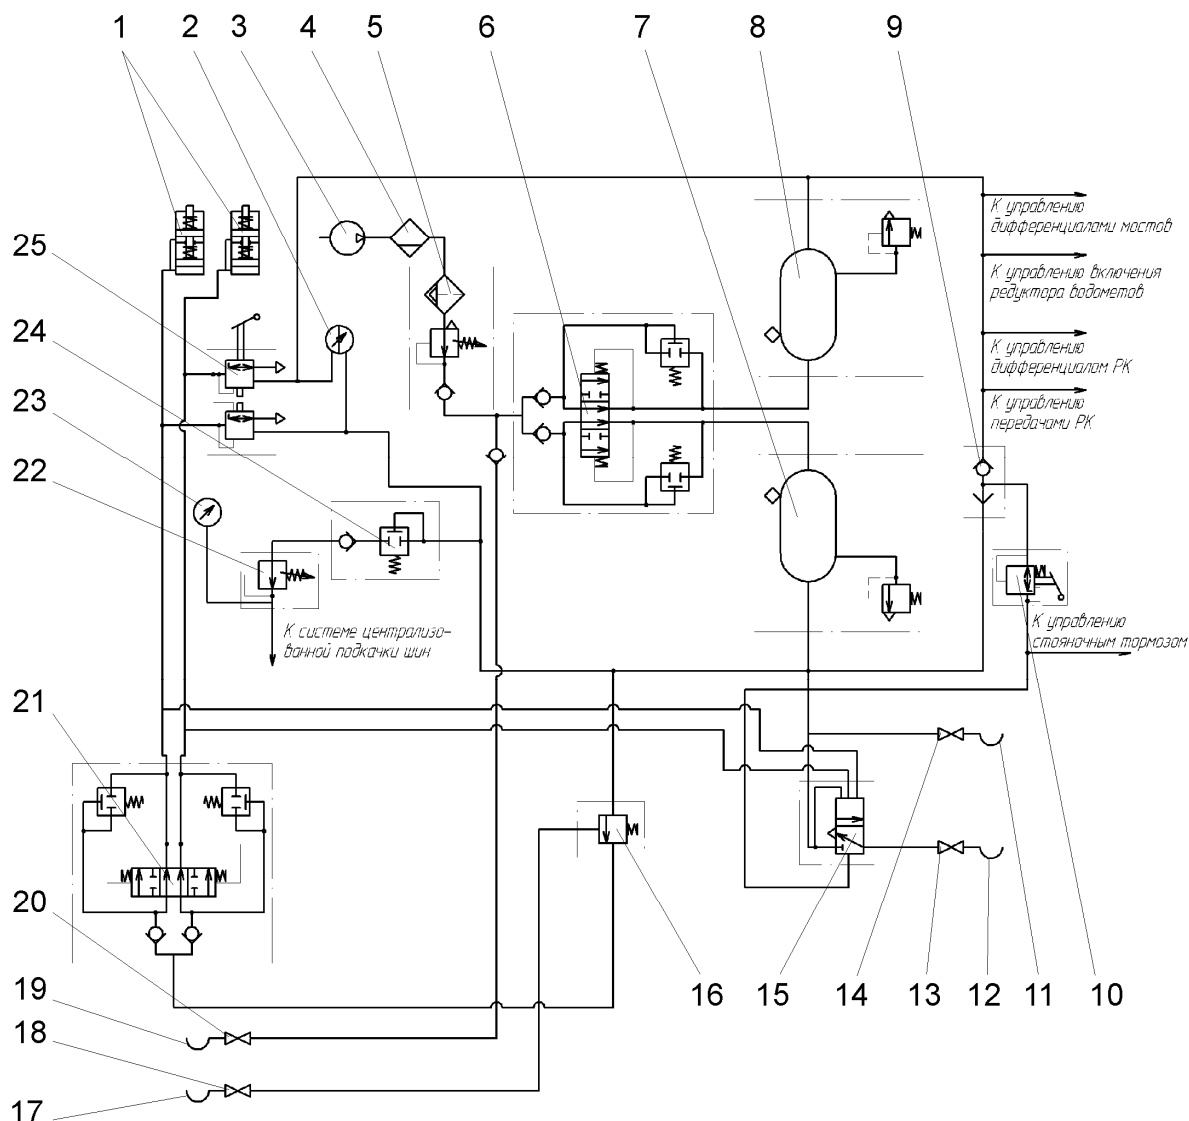 1 2 3 4 5 6 7 8 9
К управлению
дифференциалами мостов
К управлению включения
редуктора водометов
К управлению
дифференциалом РК
К управлению
передачами РК
25
24
23
22
К системе централизо-
ванной подкачки шин
К управлению
стояночным тормозом
21
20
19
18
17
16 15 14 13 12 11 10